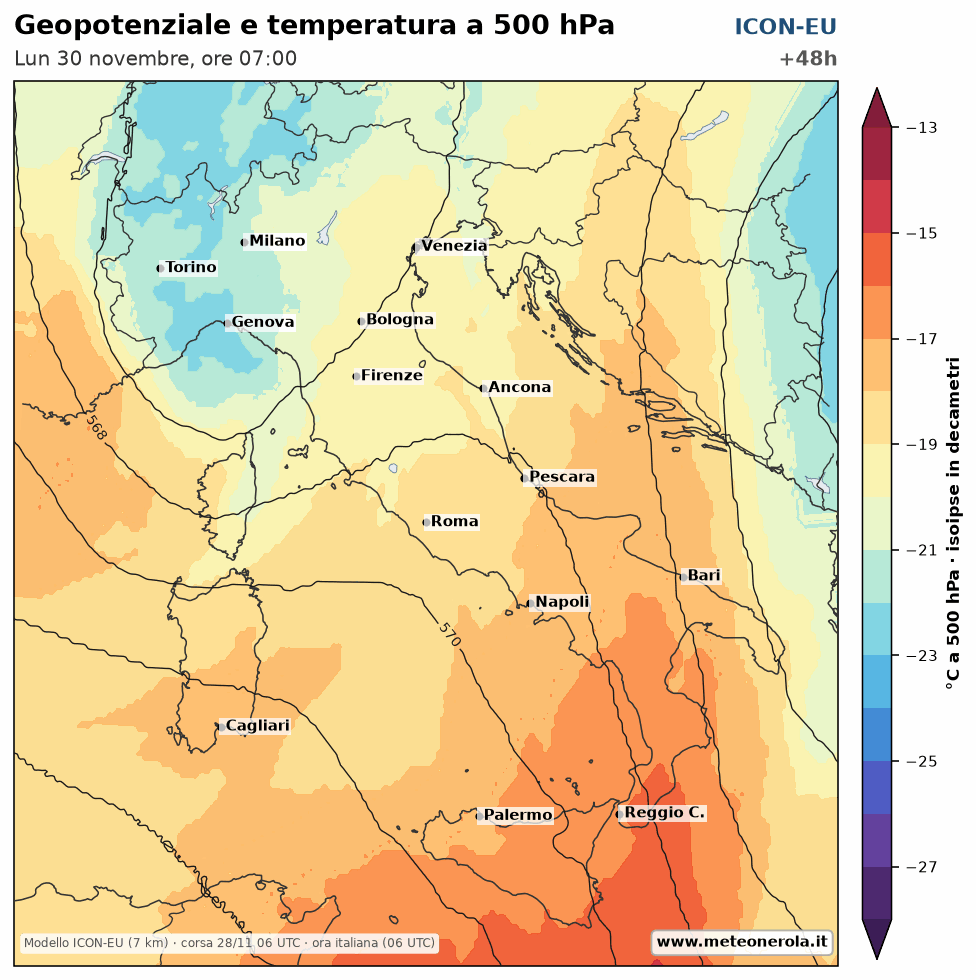 Geopotenziale e temperatura a 500 hPa
ICON-EU
Lun 30 novembre, ore 07:00
+48h
Milano
Venezia
Torino
Genova
Bologna
Firenze
Ancona
568
Pescara
Roma
Bari
Napoli
570
Cagliari
Palermo
Reggio C.
Modello ICON-EU (7 km) · corsa 28/11 06 UTC · ora italiana (06 UTC)
www.meteonerola.it
−13
−15
−17
−19
−21
−23
−25
−27
°C a 500 hPa · isoipse in decametri